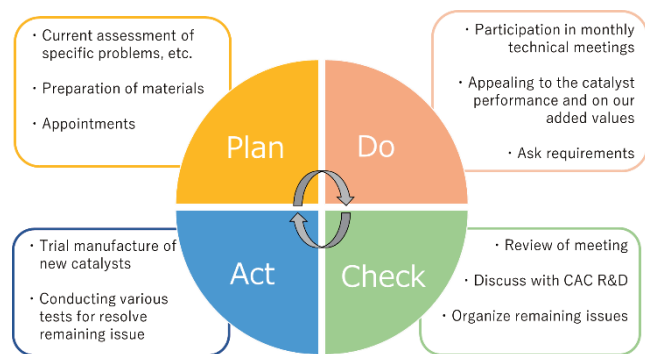 ・Current assessment of
specific problems, etc.
・Preparation of materials
・Appointments
・Participation in monthly
technical meetings
・Appealing to the catalyst
performance and on our
added values
・Ask requirements
Plan
Do
Act
Check
・Trial manufacture of
new catalysts
・Conducting various
tests for resolve
remaining issue
・Review of meeting
・Discuss with CAC R&D
・Organize remaining issues